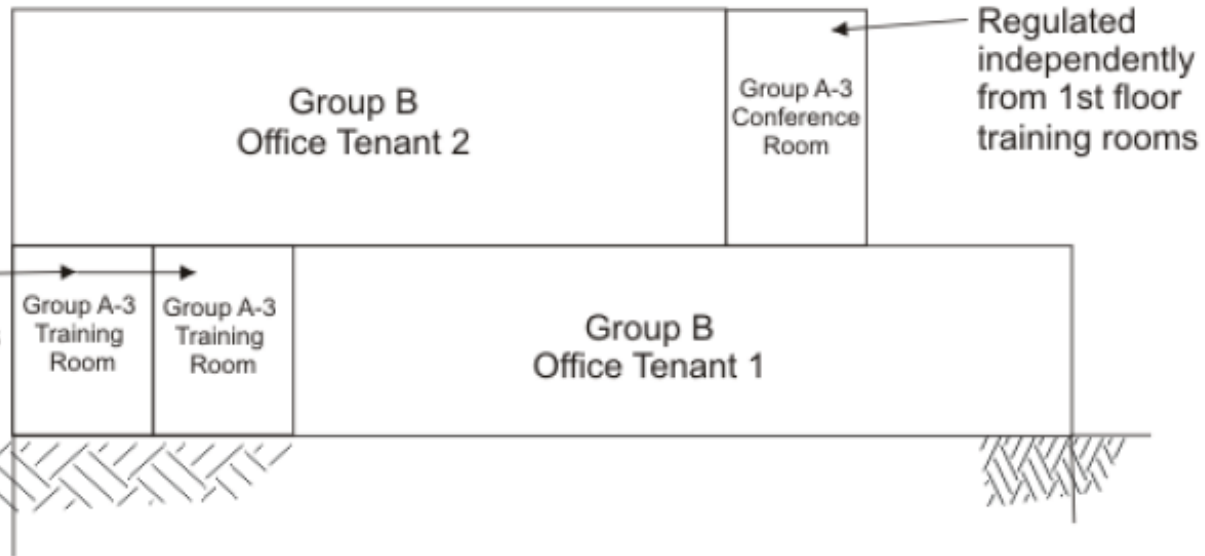 Regulated
independently
from 1st floor
training rooms
Group B
Office Tenant 2
Group A-3
Conference
Room
Group A-3
Training
Room
Group A-3
Training
Room
Group B
Office Tenant 1